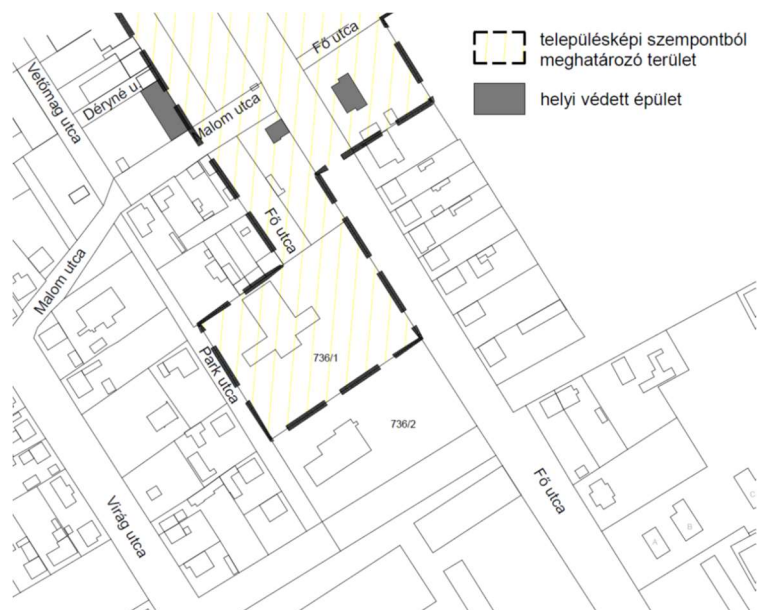 Fő utca
településképi szempontból
meghatározó terület
helyi védett épület
Vetőmag utca
Déryné u.
Malom utca
Fő utca
Malom utca
736/1
Park utca
736/2
Fő utca
Virág utca
A
B
C